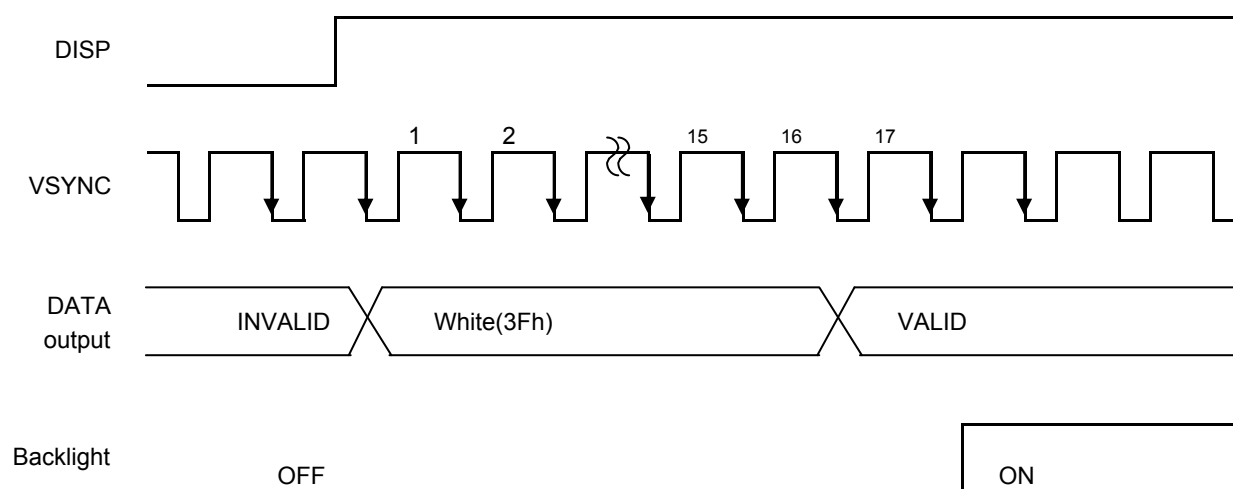 DISP
1 2 15 16 17
VSYNC
DATA
output
INVALID White(3Fh) VALID
Backlight
OFF ON